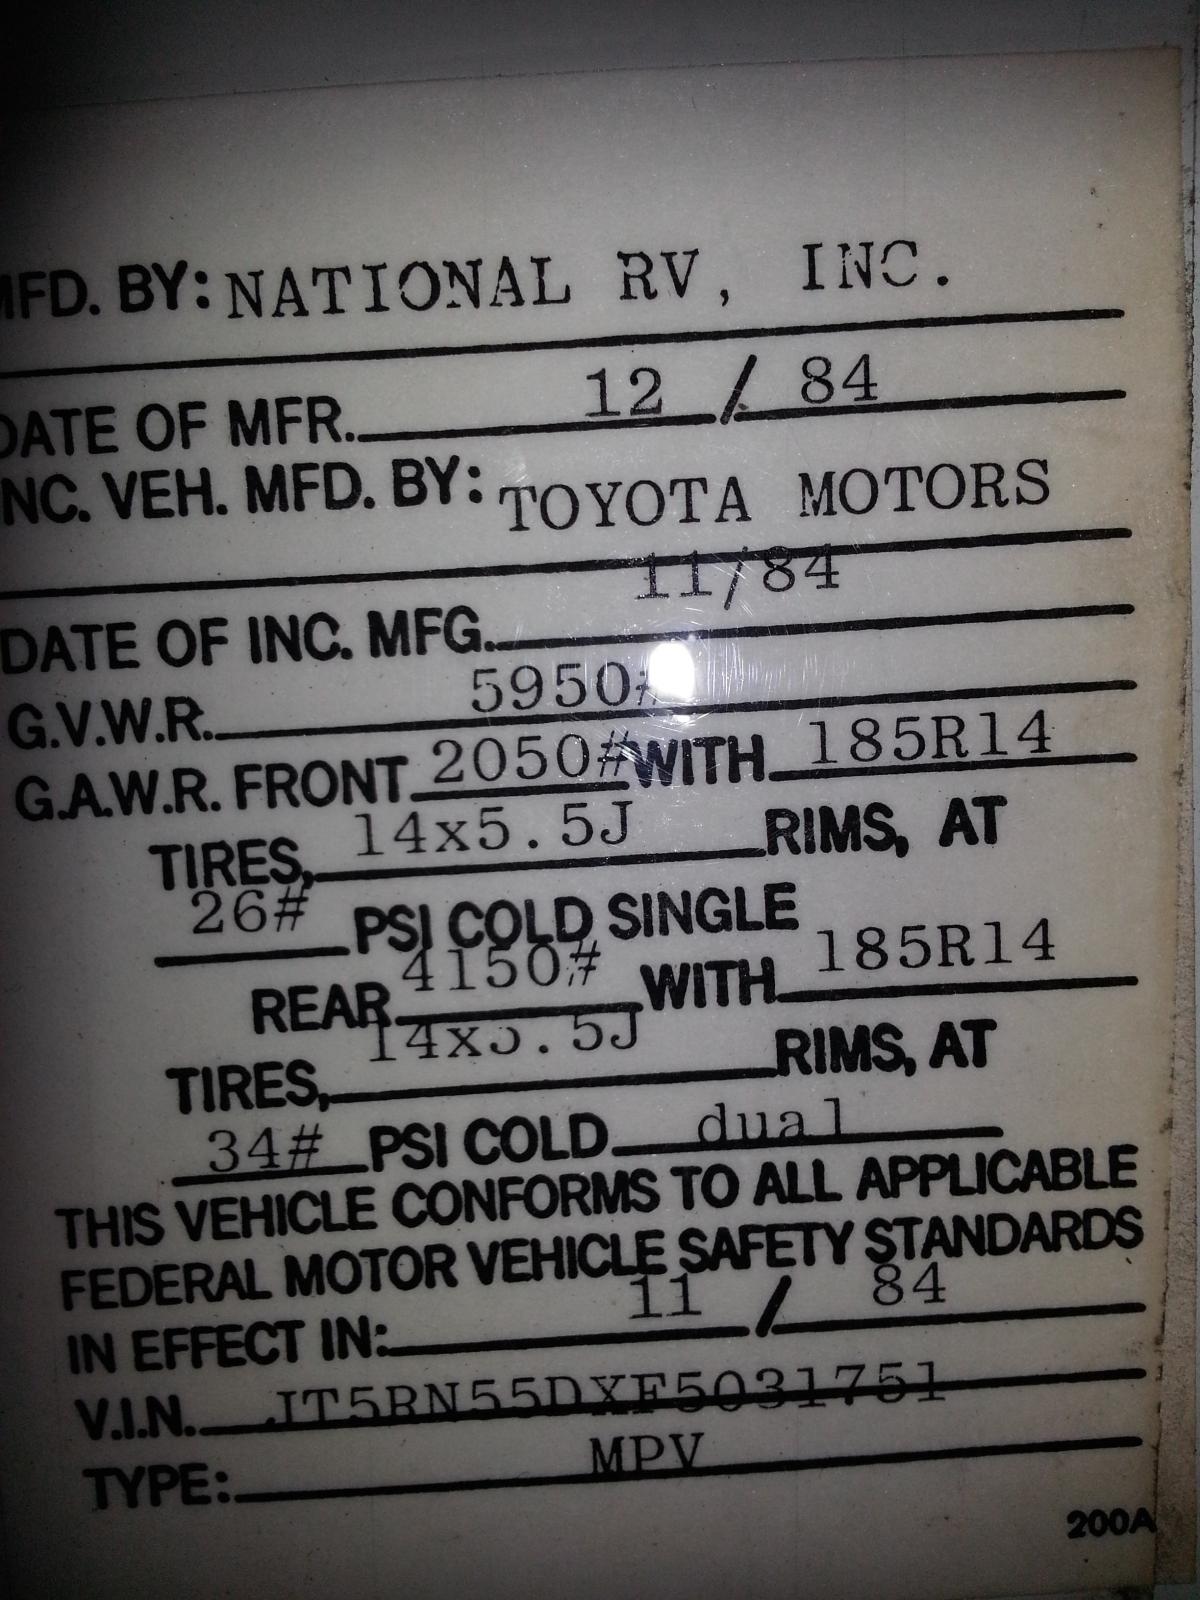 MFD. BY: NATIONAL RV, INC.
DATE OF MFR. 12 / 84
INC. VEH. MFD. BY: TOYOTA MOTORS
11/84
DATE OF INC. MFG.
G.V.W.R. 5950#
G.A.W.R. FRONT 2050# WITH 185R14
TIRES, 14x5.5J RIMS, AT
26# PSI COLD SINGLE
REAR 4150# WITH 185R14
TIRES, 14x5.5J RIMS, AT
34# PSI COLD dual
THIS VEHICLE CONFORMS TO ALL APPLICABLE
FEDERAL MOTOR VEHICLE SAFETY STANDARDS
IN EFFECT IN: 11 / 84
V.I.N. JT5RN55DXF5031751
TYPE: MPV
200A